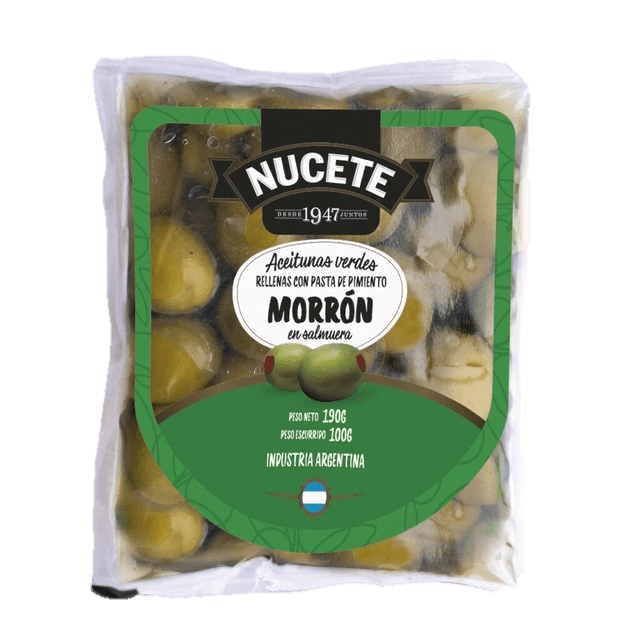 NUCETE
DESDE 1947 JUNTOS
Aceitunas verdes
RELLENAS CON PASTA DE PIMIENTO
MORRÓN
en salmuera
PESO NETO 190G
PESO ESCURRIDO 100G
INDUSTRIA ARGENTINA